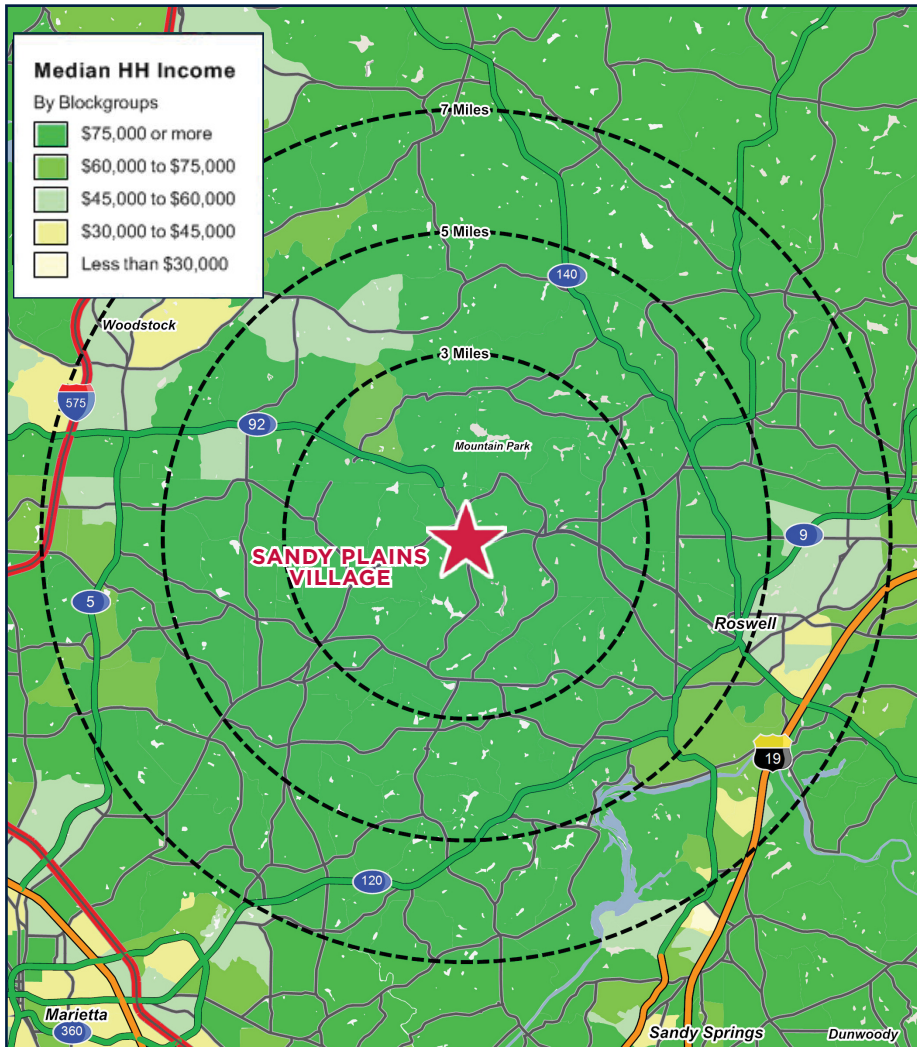 Median HH Income
By Blockgroups
$75,000 or more
$60,000 to $75,000
$45,000 to $60,000
$30,000 to $45,000
Less than $30,000
7 Miles
5 Miles
140
Woodstock
3 Miles
575
92
Mountain Park
SANDY PLAINS
VILLAGE
9
5
Roswell
19
120
Marietta
360
Sandy Springs
Dunwoody